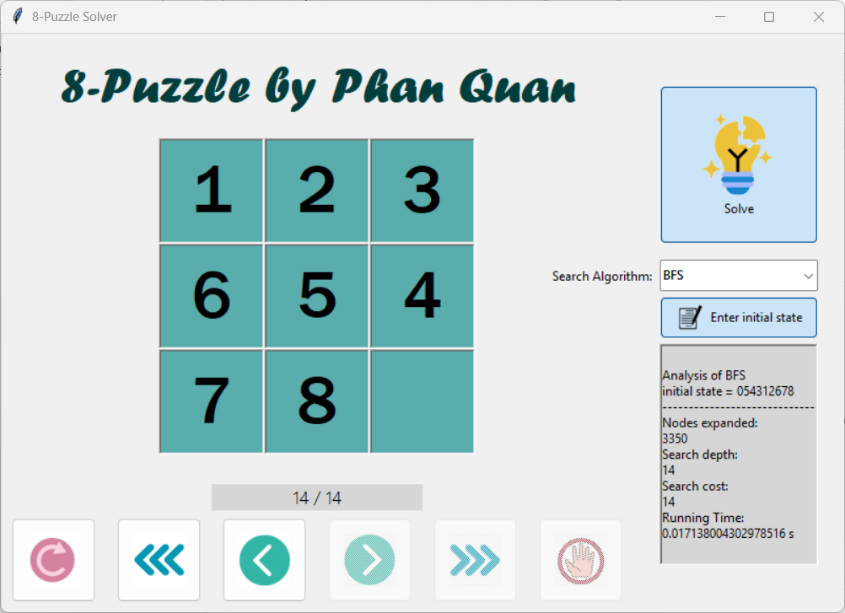 8-Puzzle Solver
8-Puzzle by Phan Quan
1 2 3
6 5 4
7 8
14 / 14
Solve
Search Algorithm: BFS
Enter initial state
Analysis of BFS
initial state = 054312678
------------------------------------
Nodes expanded:
3350
Search depth:
14
Search cost:
14
Running Time:
0.017138004302978516 s